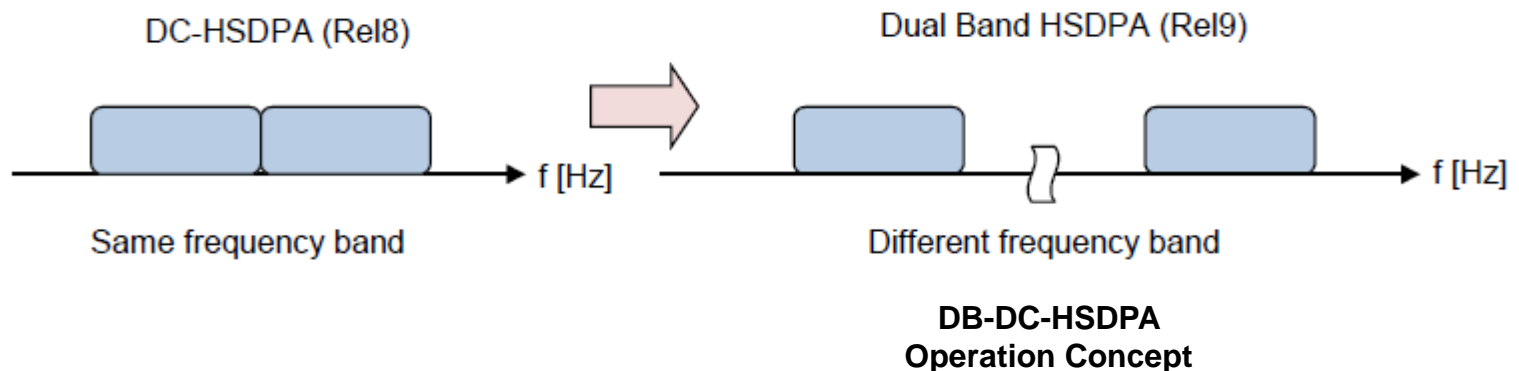 DC-HSDPA (Rel8)
f [Hz]
Same frequency band
Dual Band HSDPA (Rel9)
f [Hz]
Different frequency band
DB-DC-HSDPA
Operation Concept